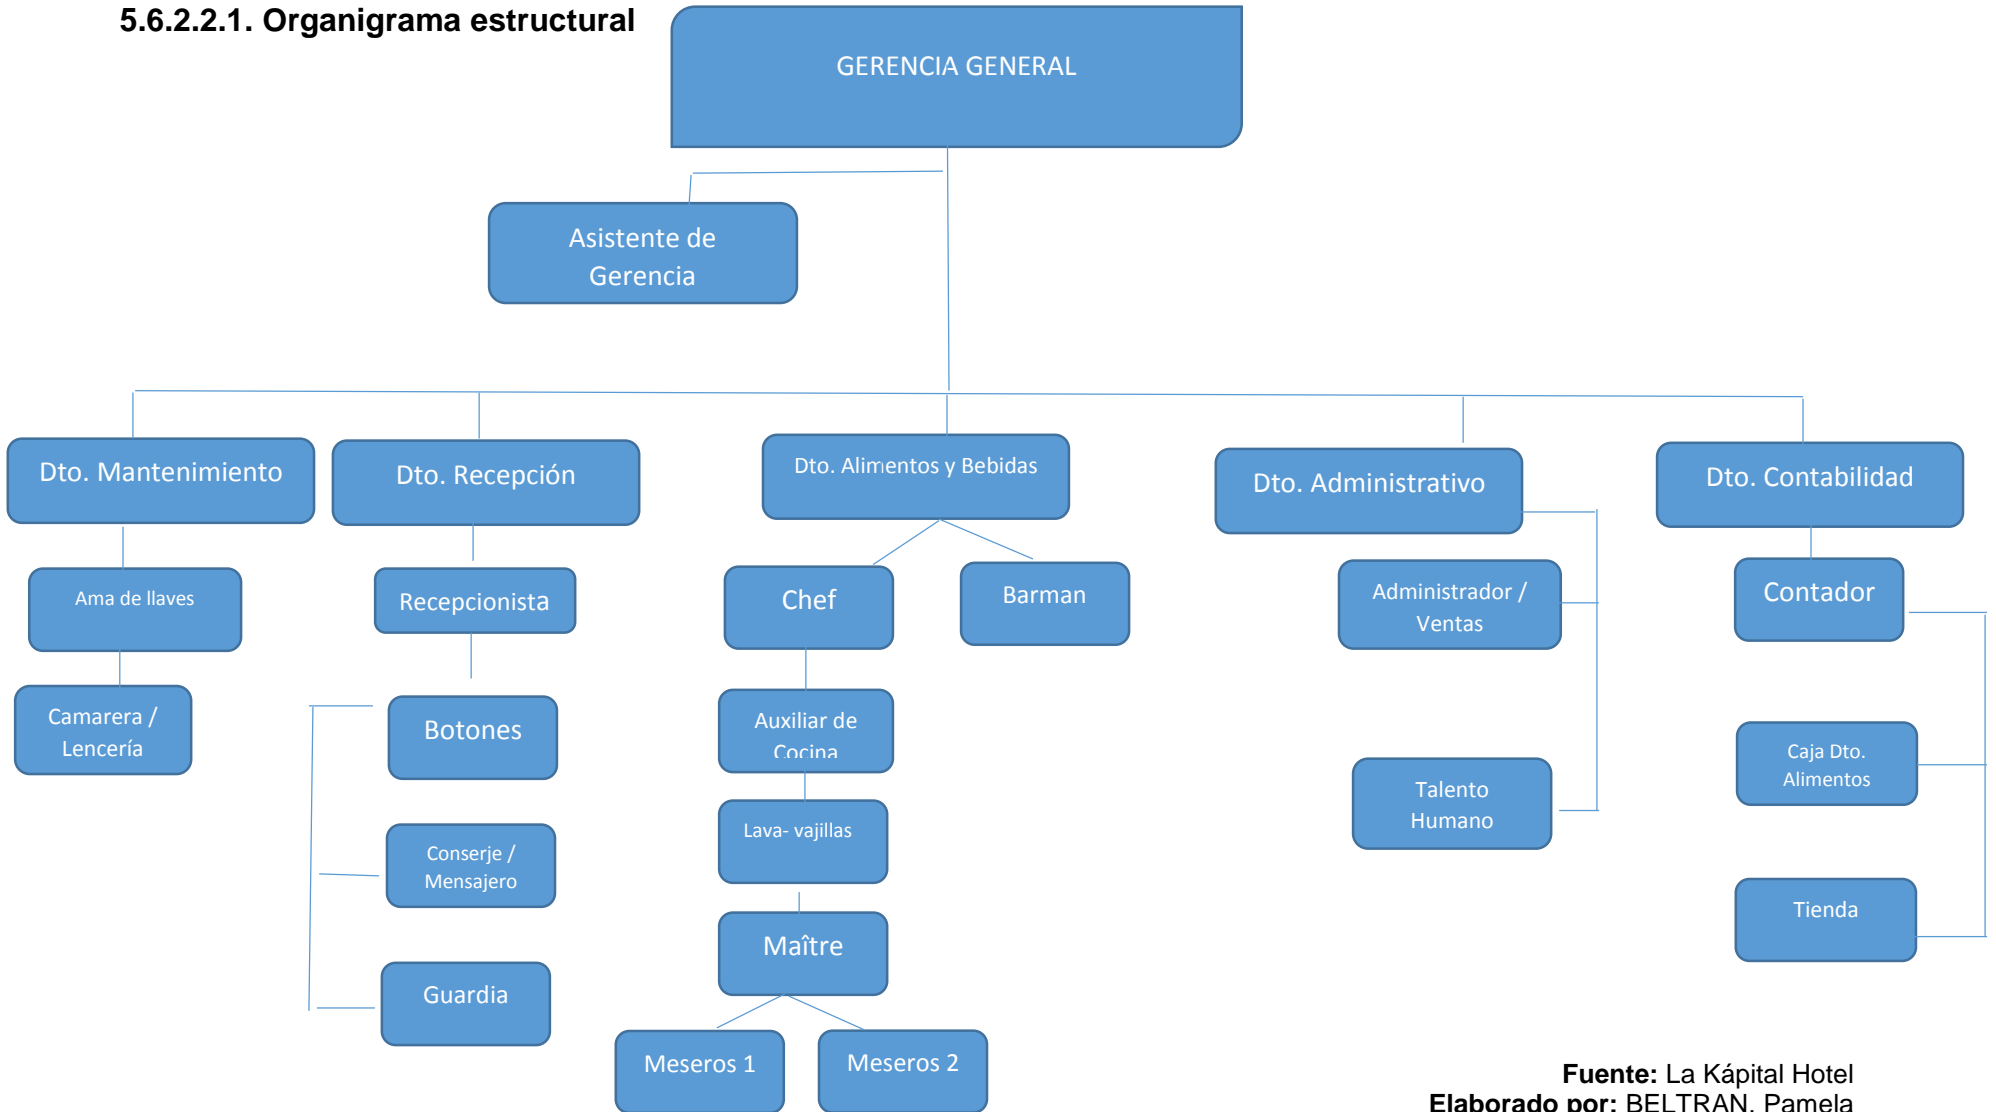 5.6.2.2.1. Organigrama estructural
GERENCIA GENERAL
Asistente de
Gerencia
Dto. Mantenimiento
Dto. Recepción
Dto. Alimentos y Bebidas
Dto. Administrativo
Dto. Contabilidad
Ama de llaves
Recepcionista
Chef
Barman
Administrador /
Ventas
Contador
Camarera /
Lencería
Botones
Auxiliar de
Cocina
Caja Dto.
Alimentos
Conserje /
Mensajero
Lava- vajillas
Talento
Humano
Guardia
Maître
Tienda
Meseros 1
Meseros 2
Fuente: La Kápital Hotel
Elaborado por: BELTRAN, Pamela